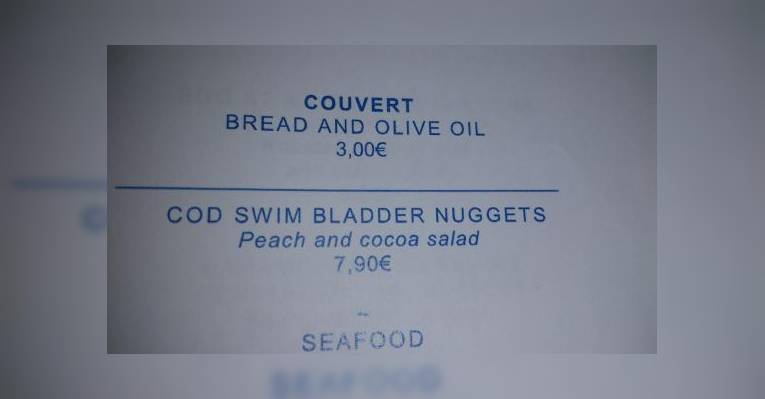 COUVERT
BREAD AND OLIVE OIL
3,00€
COD SWIM BLADDER NUGGETS
Peach and cocoa salad
7,90€
~
SEAFOOD